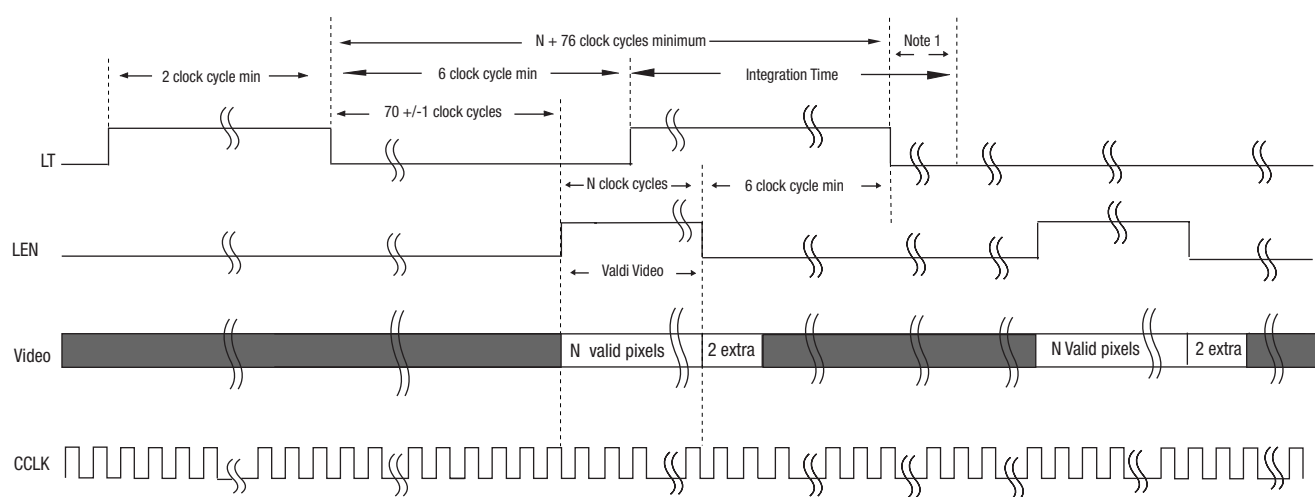 N + 76 clock cycles minimum
Note 1
2 clock cycle min
6 clock cycle min
Integration Time
70 +/-1 clock cycles
LT
N clock cycles
6 clock cycle min
LEN
Valdi Video
Video
N valid pixels
2 extra
N Valid pixels
2 extra
CCLK